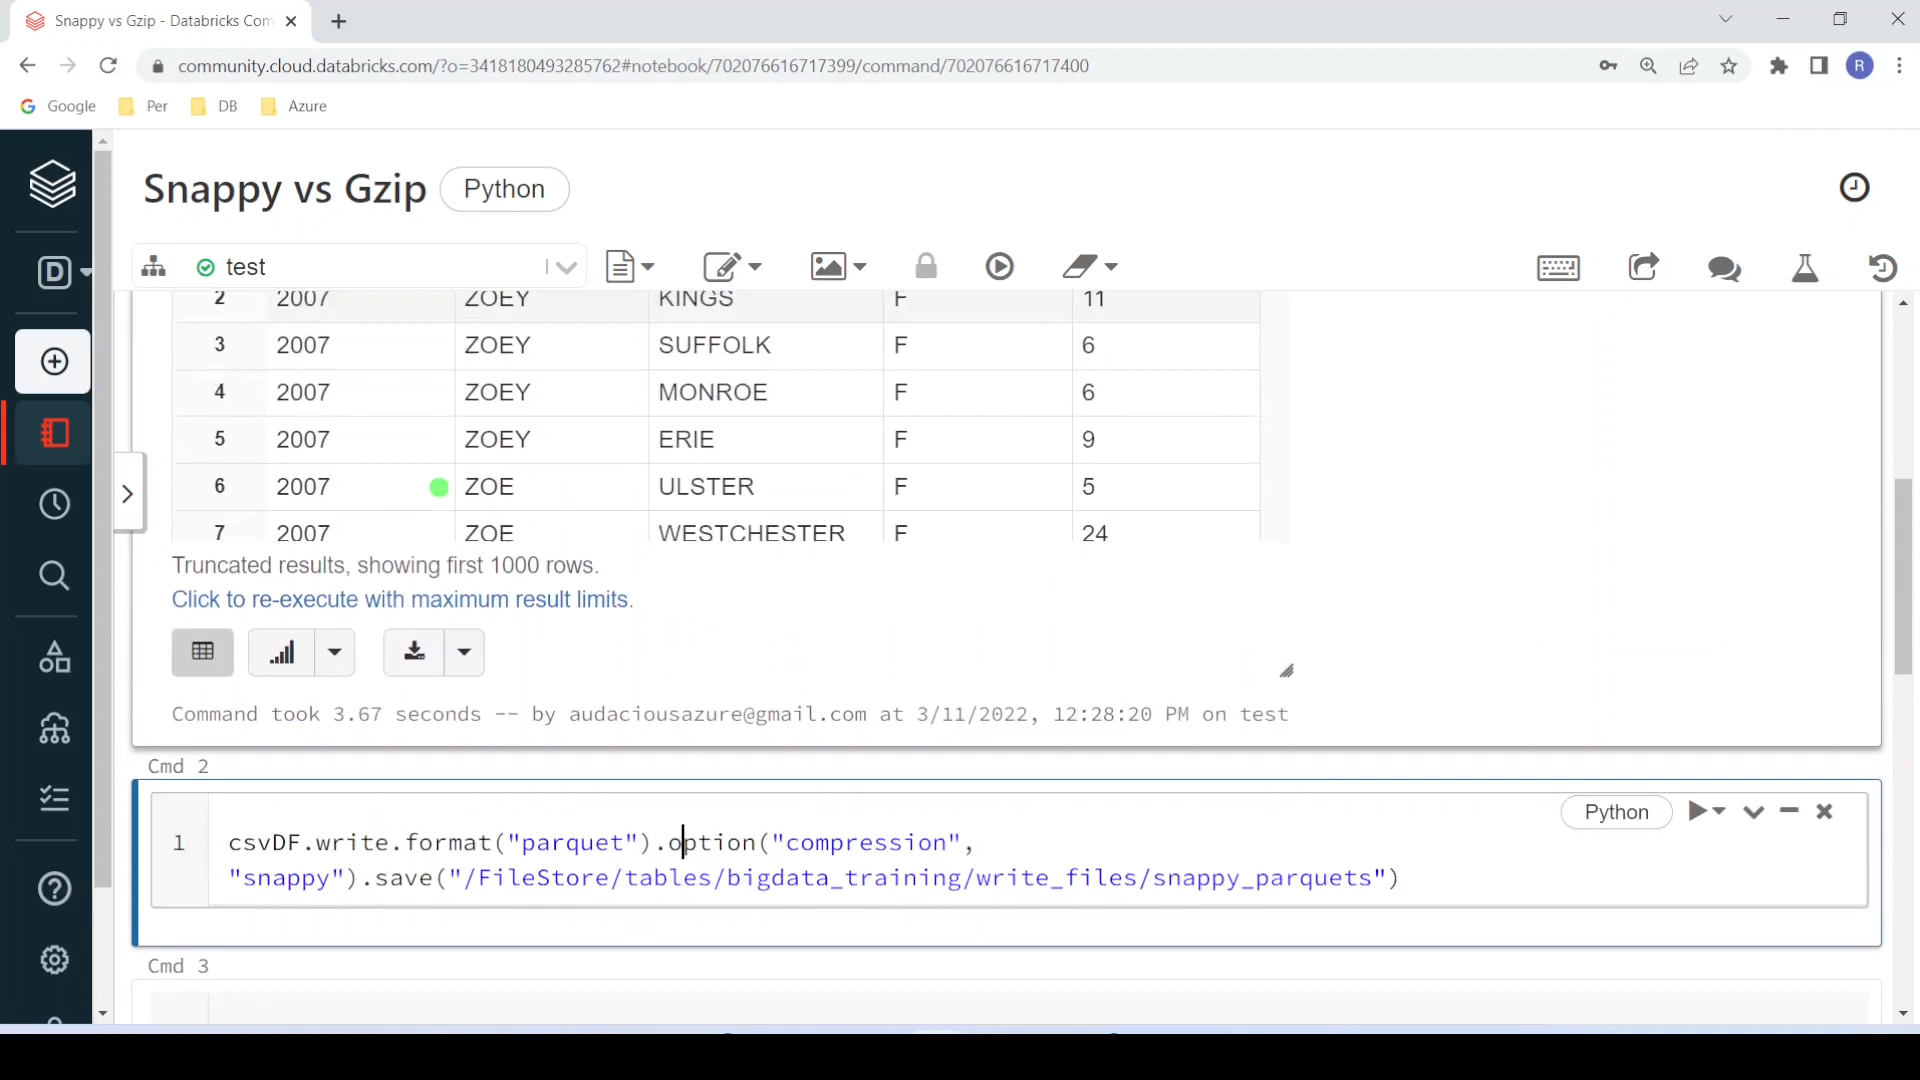 Snappy vs Gzip - Databricks Com
community.cloud.databricks.com/?o=3418180493285762#notebook/702076616717399/command/702076616717400
R
Google Per DB Azure
Snappy vs Gzip Python
D
test
2 2007 ZOEY KINGS F 11
3 2007 ZOEY SUFFOLK F 6
4 2007 ZOEY MONROE F 6
5 2007 ZOEY ERIE F 9
6 2007 ZOE ULSTER F 5
7 2007 ZOE WESTCHESTER F 24
Truncated results, showing first 1000 rows.
Click to re-execute with maximum result limits.
Command took 3.67 seconds -- by audaciousazure@gmail.com at 3/11/2022, 12:28:20 PM on test
Cmd 2
Python
1 csvDF.write.format("parquet").option("compression",
"snappy").save("/FileStore/tables/bigdata_training/write_files/snappy_parquets")
Cmd 3